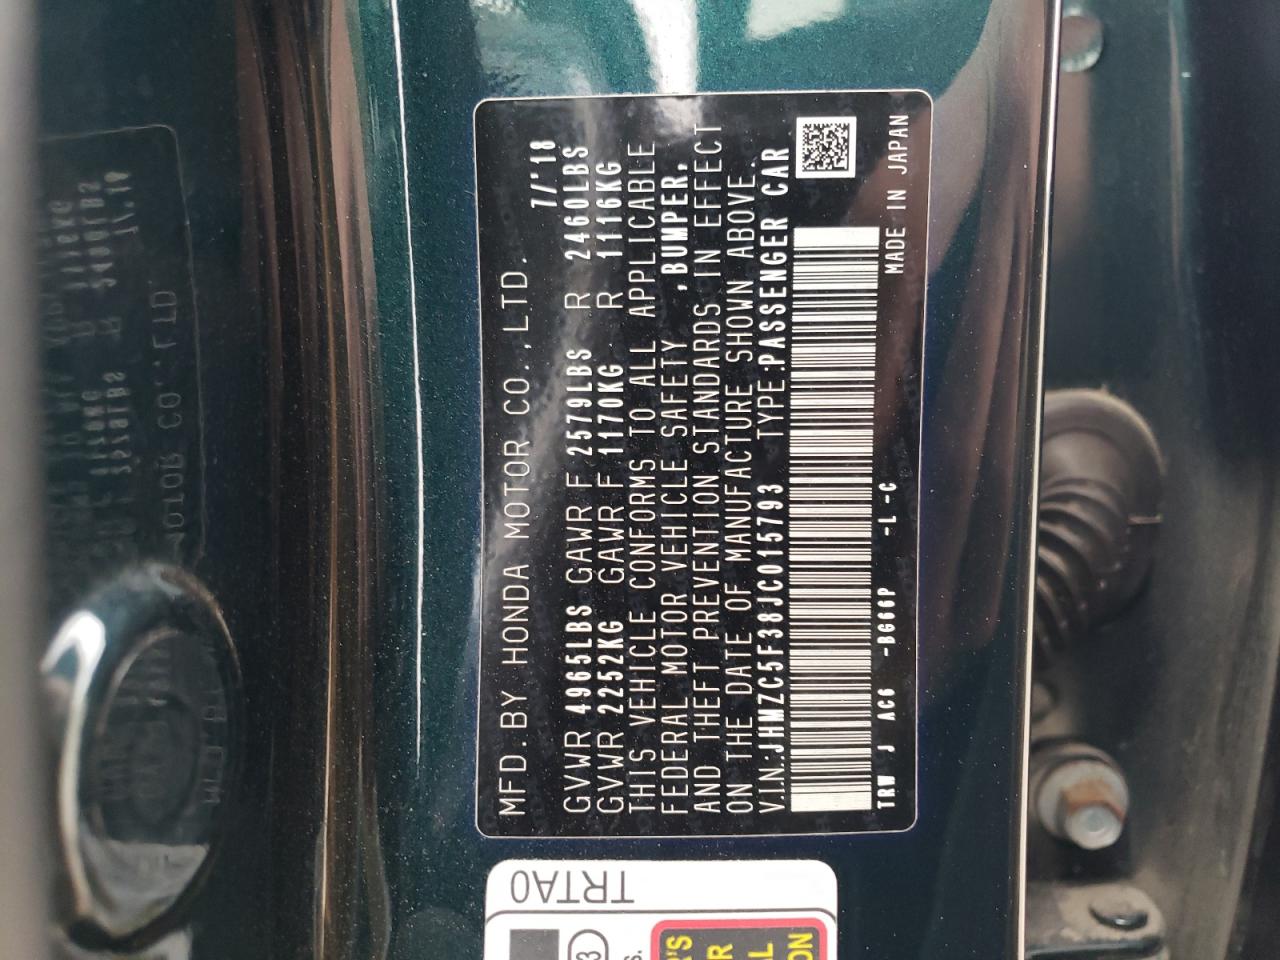 MFD.BY HONDA MOTOR CO.,LTD. 7/'18
GVWR 4965LBS GAWR F 2579LBS R 2460LBS
GVWR 2252KG GAWR F 1170KG R 1116KG
THIS VEHICLE CONFORMS TO ALL APPLICABLE
FEDERAL MOTOR VEHICLE SAFETY ,BUMPER,
AND THEFT PREVENTION STANDARDS IN EFFECT
ON THE DATE OF MANUFACTURE SHOWN ABOVE.
V.I.N:JHMZC5F38JC015793 TYPE:PASSENGER CAR
TRW J AC6 -BG66P -L -C MADE IN JAPAN
TRTA0